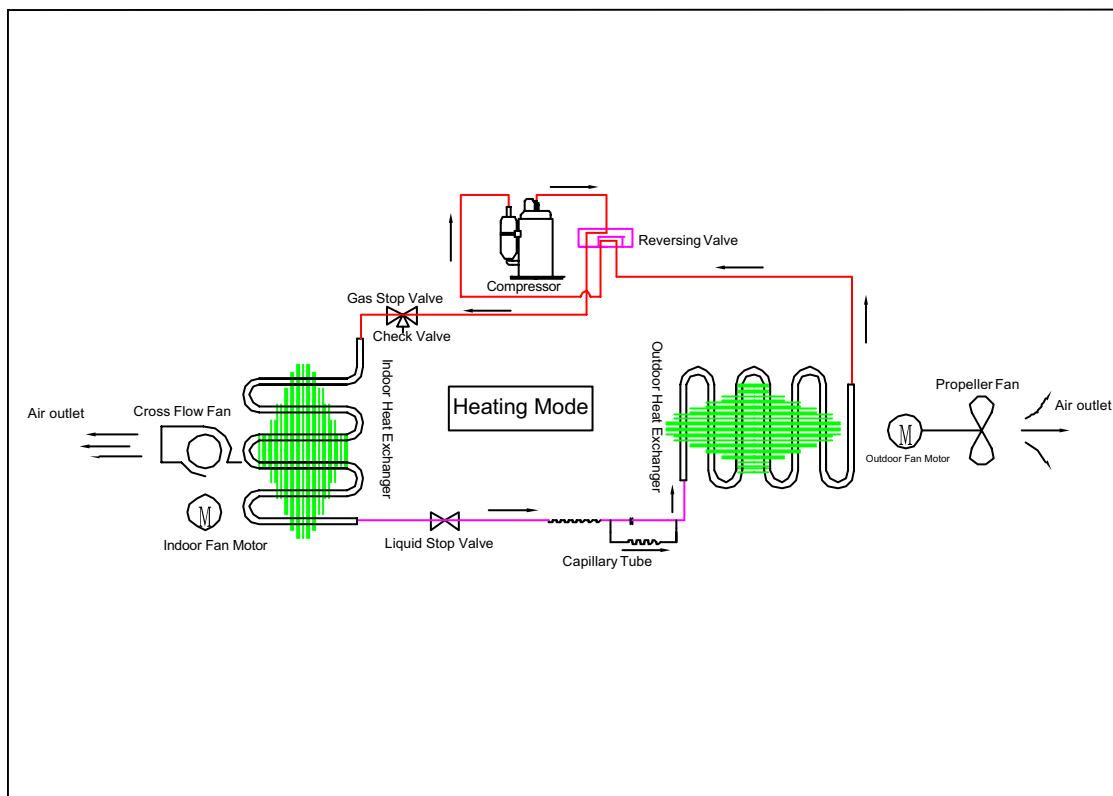 Reversing Valve
Compressor
Gas Stop Valve
Check Valve
Indoor Heat Exchanger
Outdoor Heat Exchanger
Heating Mode
Propeller Fan
Air outlet
Air outlet
Cross Flow Fan
M
Outdoor Fan Motor
M
Indoor Fan Motor
Liquid Stop Valve
Capillary Tube